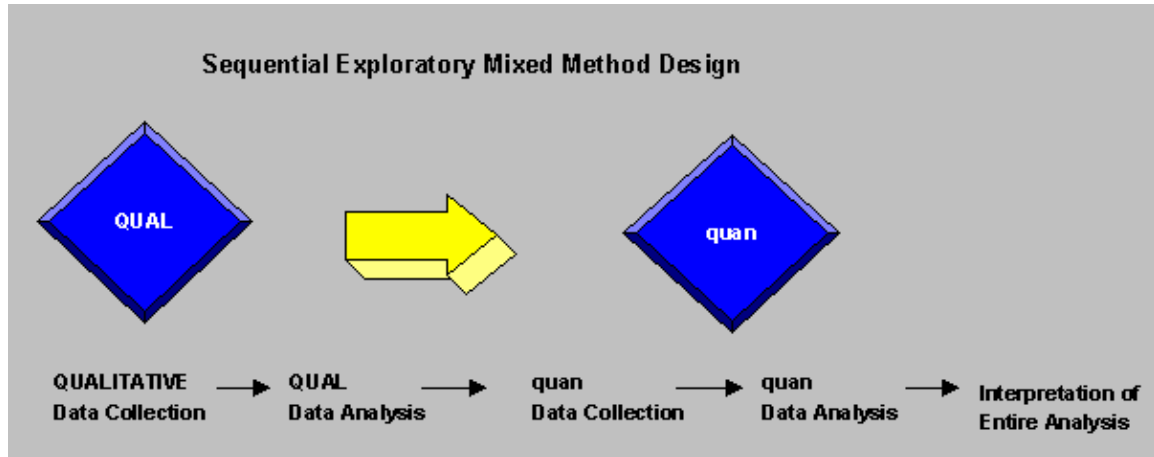 Sequential Exploratory Mixed Method Design
QUAL
quan
QUALITATIVE
Data Collection
QUAL
Data Analysis
quan
Data Collection
quan
Data Analysis
Interpretation of
Entire Analysis